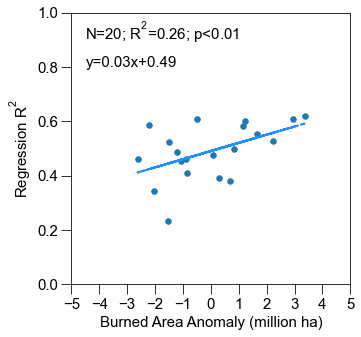 N=20; R²=0.26; p<0.01
y=0.03x+0.49
1.0
0.8
0.6
0.4
0.2
0.0
Regression R²
−5 −4 −3 −2 −1 0 1 2 3 4 5
Burned Area Anomaly (million ha)